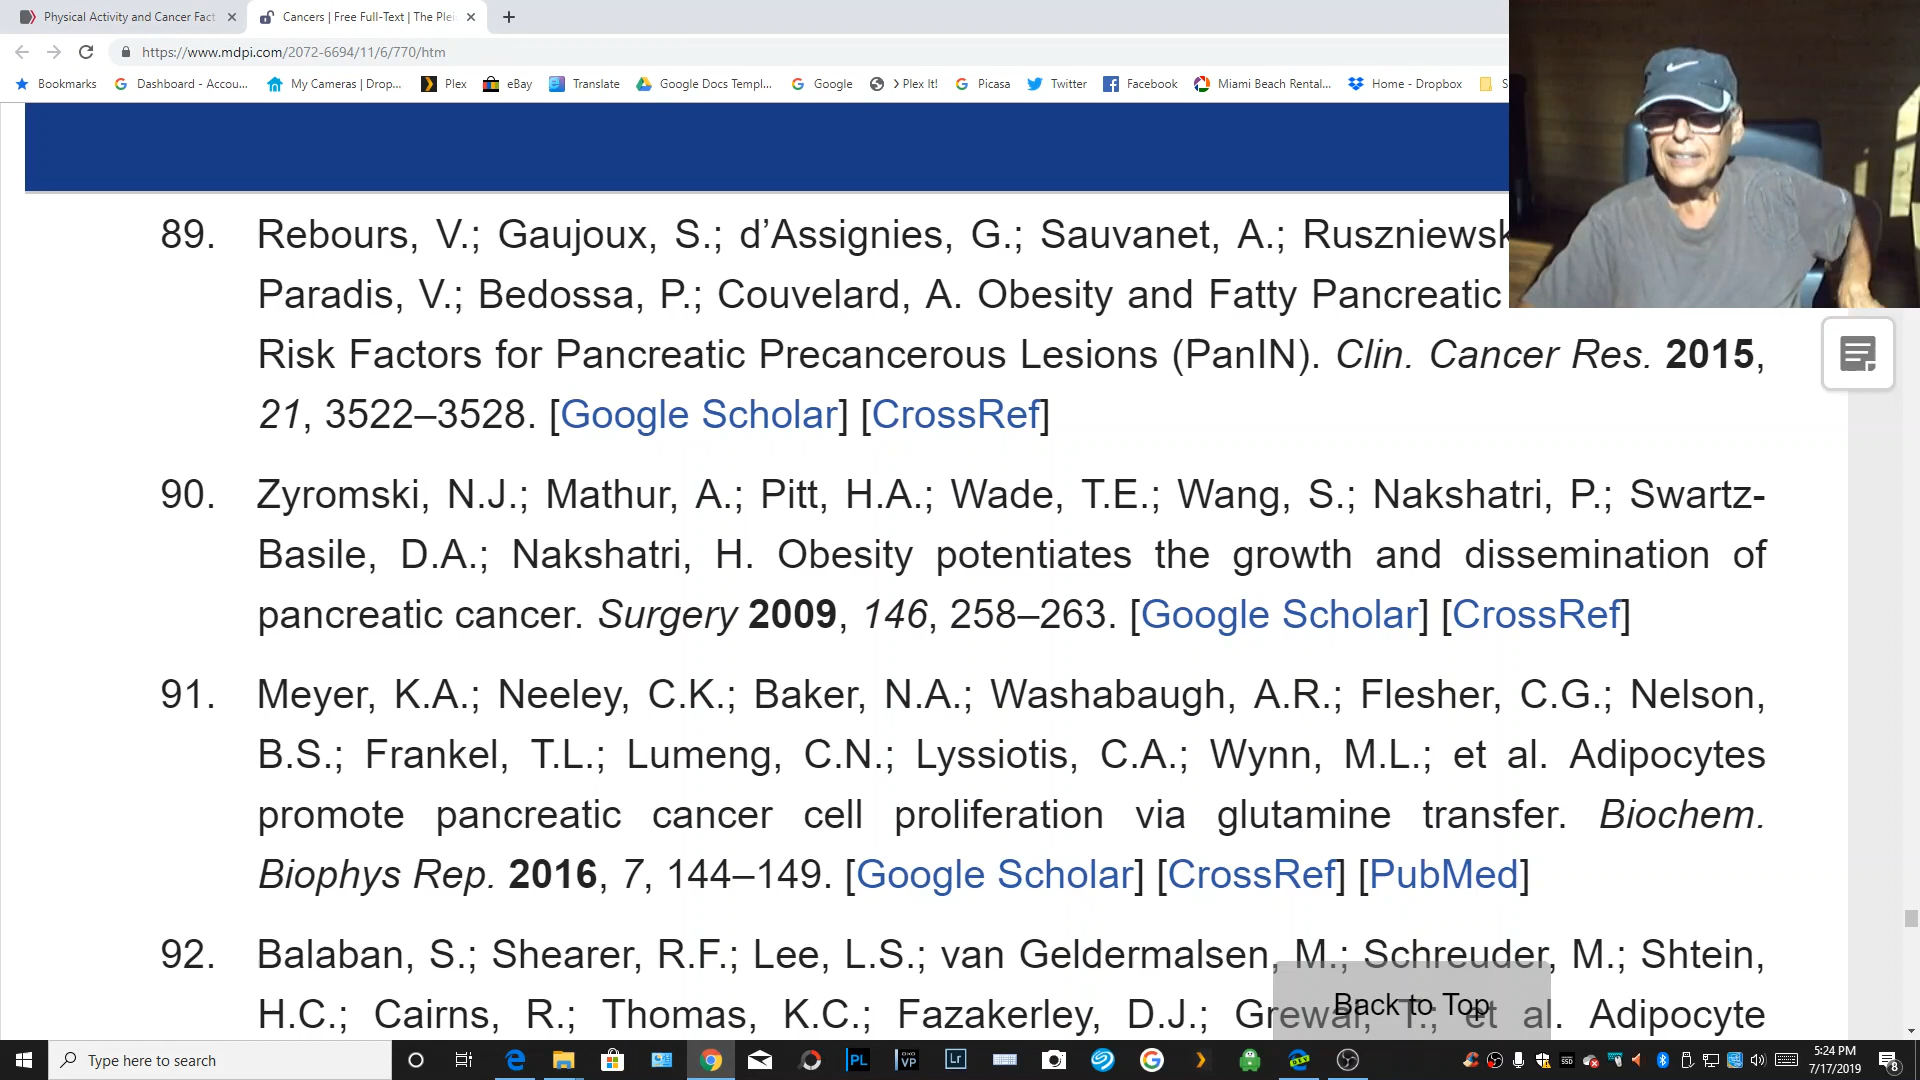 Physical Activity and Cancer Fact
Cancers | Free Full-Text | The Plei
https://www.mdpi.com/2072-6694/11/6/770/htm
Bookmarks Dashboard - Accou... My Cameras | Drop... Plex eBay Translate Google Docs Templ... Google > Plex It! Picasa Twitter Facebook Miami Beach Rental... Home - Dropbox S
89. Rebours, V.; Gaujoux, S.; d’Assignies, G.; Sauvanet, A.; Ruszniewsk
Paradis, V.; Bedossa, P.; Couvelard, A. Obesity and Fatty Pancreatic
Risk Factors for Pancreatic Precancerous Lesions (PanIN). Clin. Cancer Res. 2015,
21, 3522–3528. [Google Scholar] [CrossRef]
90. Zyromski, N.J.; Mathur, A.; Pitt, H.A.; Wade, T.E.; Wang, S.; Nakshatri, P.; Swartz-
Basile, D.A.; Nakshatri, H. Obesity potentiates the growth and dissemination of
pancreatic cancer. Surgery 2009, 146, 258–263. [Google Scholar] [CrossRef]
91. Meyer, K.A.; Neeley, C.K.; Baker, N.A.; Washabaugh, A.R.; Flesher, C.G.; Nelson,
B.S.; Frankel, T.L.; Lumeng, C.N.; Lyssiotis, C.A.; Wynn, M.L.; et al. Adipocytes
promote pancreatic cancer cell proliferation via glutamine transfer. Biochem.
Biophys Rep. 2016, 7, 144–149. [Google Scholar] [CrossRef] [PubMed]
92. Balaban, S.; Shearer, R.F.; Lee, L.S.; van Geldermalsen, M.; Schreuder, M.; Shtein,
H.C.; Cairns, R.; Thomas, K.C.; Fazakerley, D.J.; Grewal, T.; et al. Adipocyte
Back to Top
Type here to search
PL
VP
Lr
5:24 PM
7/17/2019
8